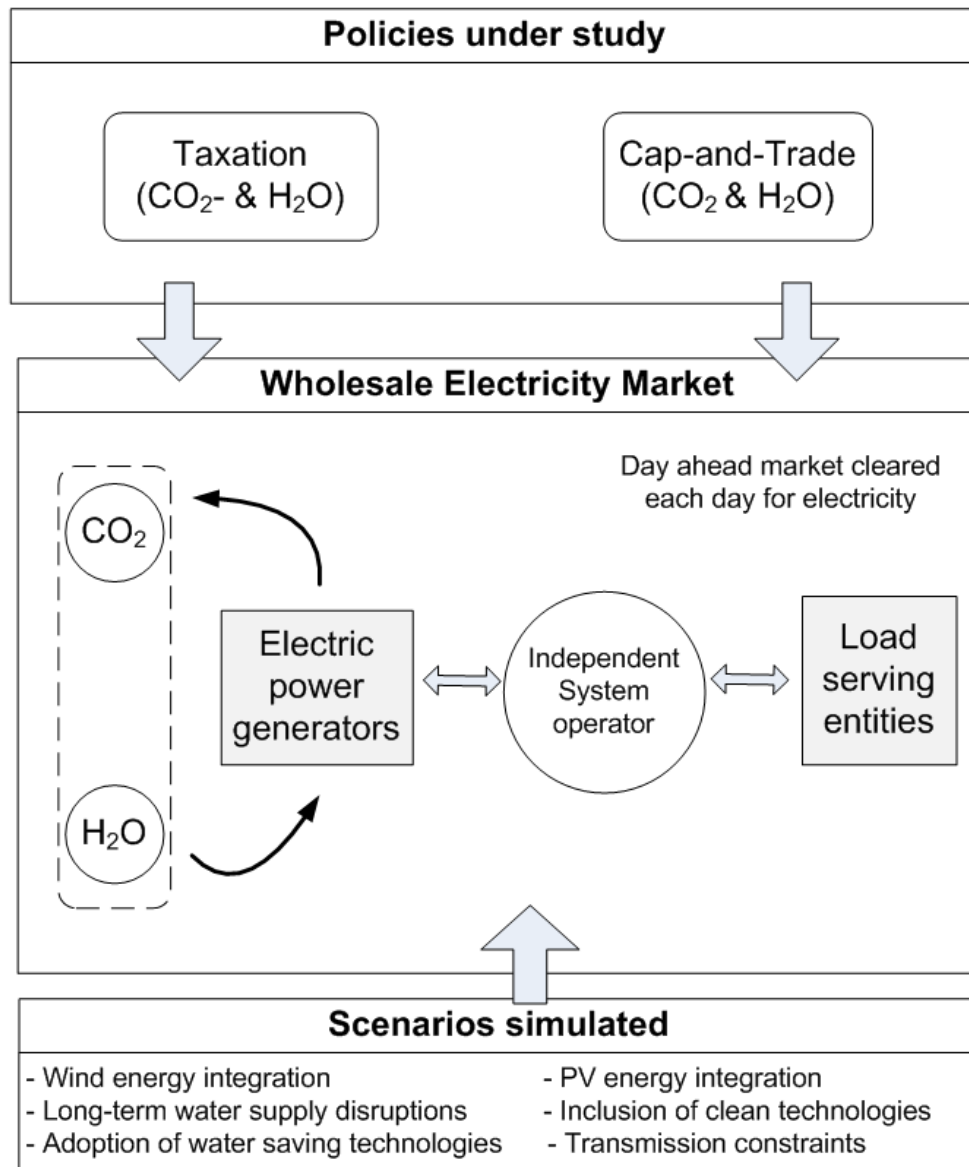 Policies under study
Taxation
(CO₂- & H₂O)
Cap-and-Trade
(CO₂ & H₂O)
Wholesale Electricity Market
Day ahead market cleared
each day for electricity
CO₂
Electric
power
generators
Independent
System
operator
Load
serving
entities
H₂O
Scenarios simulated
- Wind energy integration
- Long-term water supply disruptions
- Adoption of water saving technologies
- PV energy integration
- Inclusion of clean technologies
- Transmission constraints